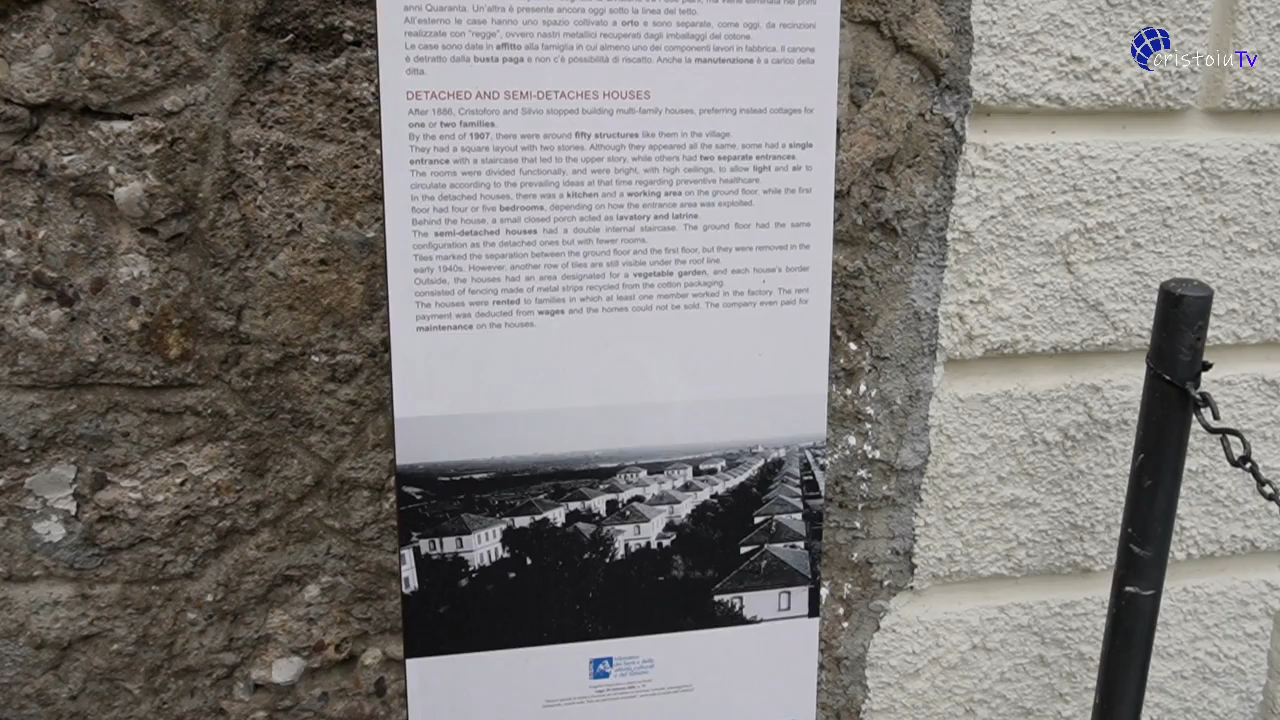 anni Quaranta. Un'altra è presente ancora oggi sotto la linea del tetto.
All'esterno le case hanno uno spazio coltivato a orto e sono separate, come oggi, da recinzioni
realizzate con "regge", ovvero nastri metallici recuperati dagli imballaggi del cotone.
Le case sono date in affitto alla famiglia in cui almeno uno dei componenti lavori in fabbrica. Il canone
è detratto dalla busta paga e non c'è possibilità di riscatto. Anche la manutenzione è a carico della
ditta.
DETACHED AND SEMI-DETACHES HOUSES
After 1886, Cristoforo and Silvio stopped building multi-family houses, preferring instead cottages for
one or two families.
By the end of 1907, there were around fifty structures like them in the village.
They had a square layout with two stories. Although they appeared all the same, some had a single
entrance with a staircase that led to the upper story, while others had two separate entrances.
The rooms were divided functionally, and were bright, with high ceilings, to allow light and air to
circulate according to the prevailing ideas at that time regarding preventive healthcare.
In the detached houses, there was a kitchen and a working area on the ground floor, while the first
floor had four or five bedrooms, depending on how the entrance area was exploited.
Behind the house, a small closed porch acted as lavatory and latrine.
The semi-detached houses had a double internal staircase. The ground floor had the same
configuration as the detached ones but with fewer rooms.
Tiles marked the separation between the ground floor and the first floor, but they were removed in the
early 1940s. However, another row of tiles are still visible under the roof line.
Outside, the houses had an area designated for a vegetable garden, and each house's border
consisted of fencing made of metal strips recycled from the cotton packaging.
The houses were rented to families in which at least one member worked in the factory. The rent
payment was deducted from wages and the homes could not be sold. The company even paid for
maintenance on the houses.
cristoiuTv